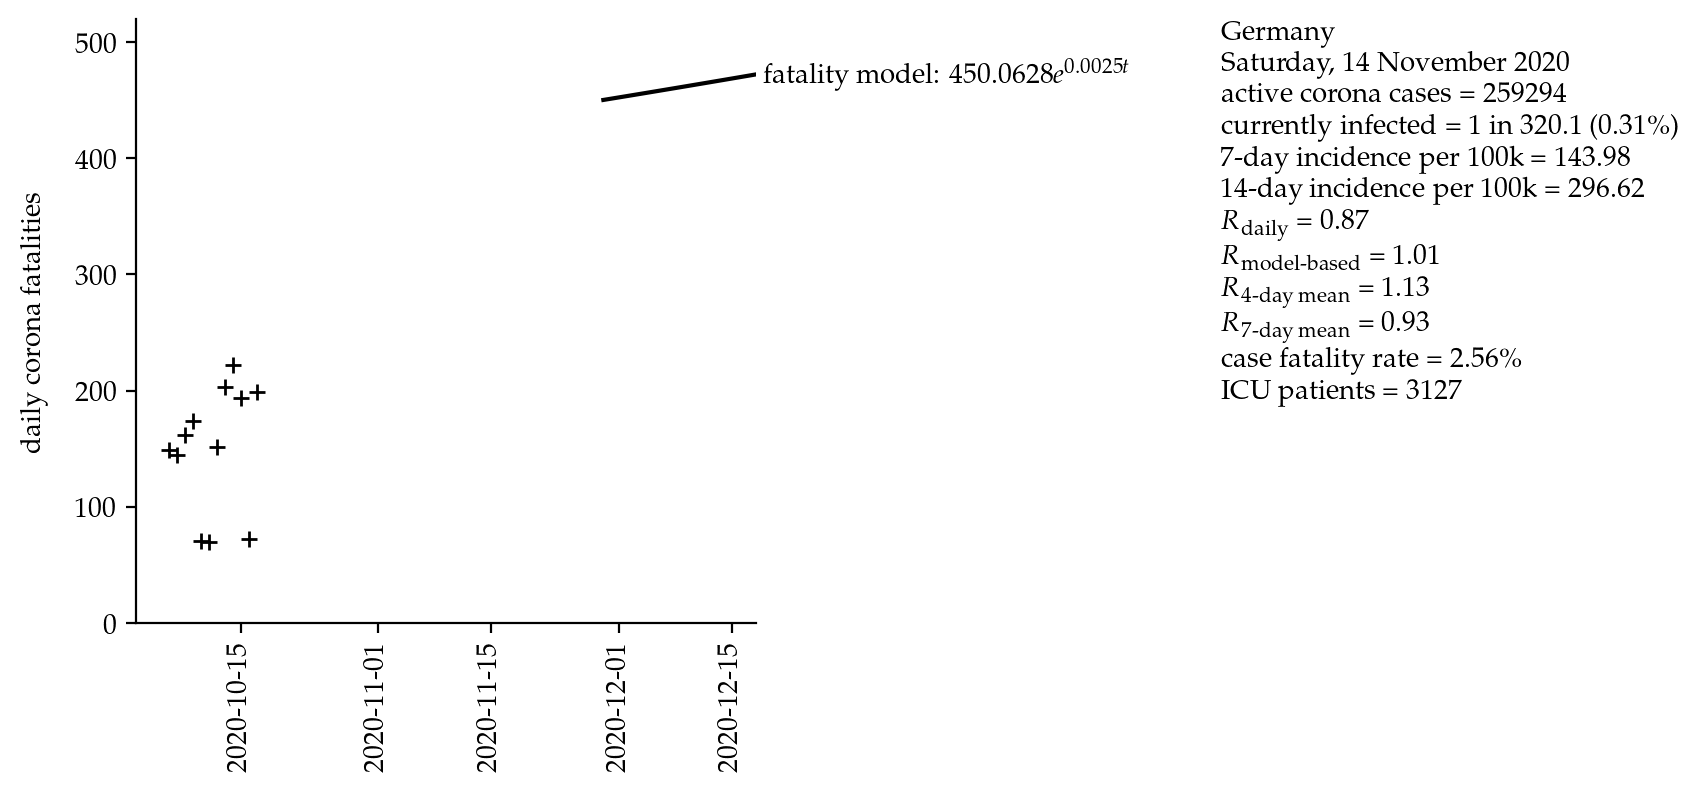 500
400
300
200
100
0
daily corona fatalities
2020-10-15
2020-11-01
2020-11-15
2020-12-01
2020-12-15
fatality model: 450.0628e^0.0025t
Germany
Saturday, 14 November 2020
active corona cases = 259294
currently infected = 1 in 320.1 (0.31%)
7-day incidence per 100k = 143.98
14-day incidence per 100k = 296.62
R_daily = 0.87
R_model-based = 1.01
R_4-day mean = 1.13
R_7-day mean = 0.93
case fatality rate = 2.56%
ICU patients = 3127